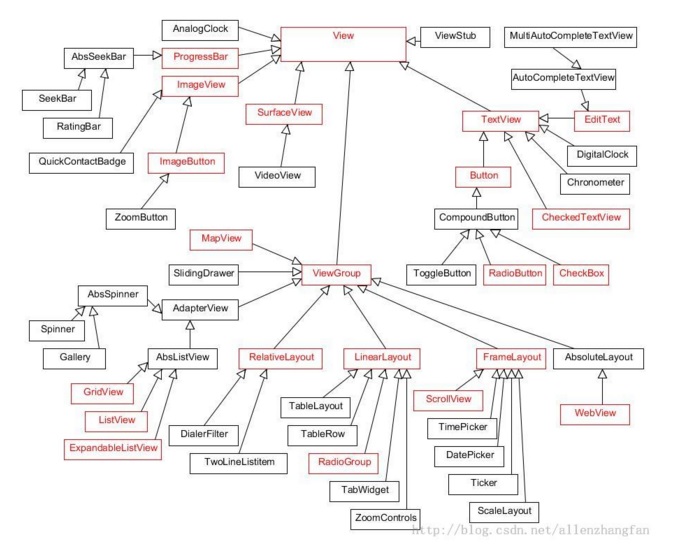 AnalogClock
View
ViewStub
MultiAutoCompleteTextView
AbsSeekBar
ProgressBar
AutoCompleteTextView
ImageView
SeekBar
SurfaceView
TextView
EditText
RatingBar
DigitalClock
QuickContactBadge
ImageButton
VideoView
Button
Chronometer
ZoomButton
CompoundButton
CheckedTextView
MapView
SlidingDrawer
ViewGroup
ToggleButton
RadioButton
CheckBox
AbsSpinner
AdapterView
Spinner
Gallery
AbsListView
RelativeLayout
LinearLayout
FrameLayout
AbsoluteLayout
GridView
ScrollView
TableLayout
ListView
WebView
TimePicker
DialerFilter
TableRow
ExpandableListView
DatePicker
TwoLineListitem
RadioGroup
Ticker
TabWidget
ScaleLayout
ZoomControls
http://blog.csdn.net/allenzhangfan